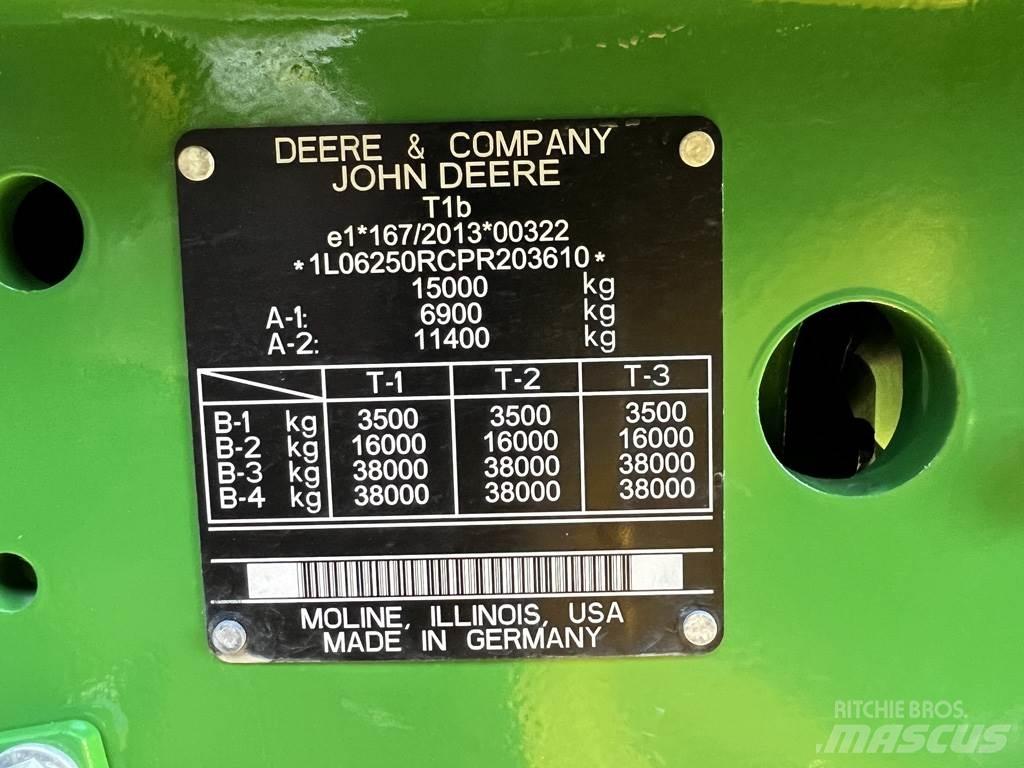 DEERE & COMPANY
JOHN DEERE
T1b
e1*167/2013*00322
*1L06250RCPR203610*
15000 kg
A-1: 6900 kg
A-2: 11400 kg
T-1 T-2 T-3
B-1 kg 3500 3500 3500
B-2 kg 16000 16000 16000
B-3 kg 38000 38000 38000
B-4 kg 38000 38000 38000
MOLINE, ILLINOIS, USA
MADE IN GERMANY
RITCHIE BROS.
MASCUS